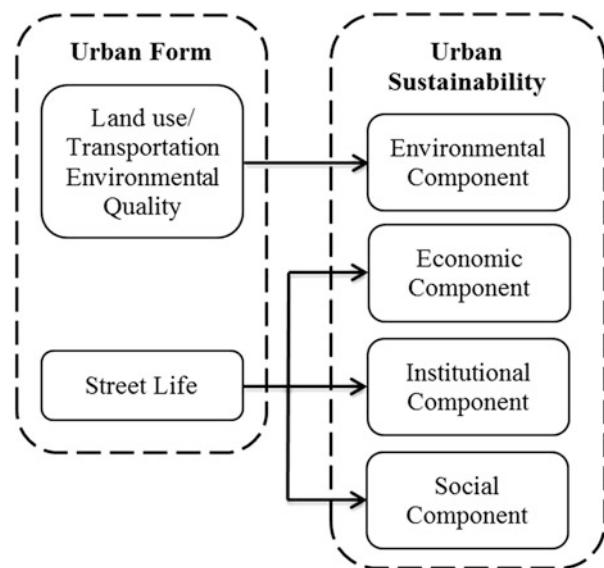 Urban Form
Land use/
Transportation
Environmental
Quality
Street Life
Urban
Sustainability
Environmental
Component
Economic
Component
Institutional
Component
Social
Component